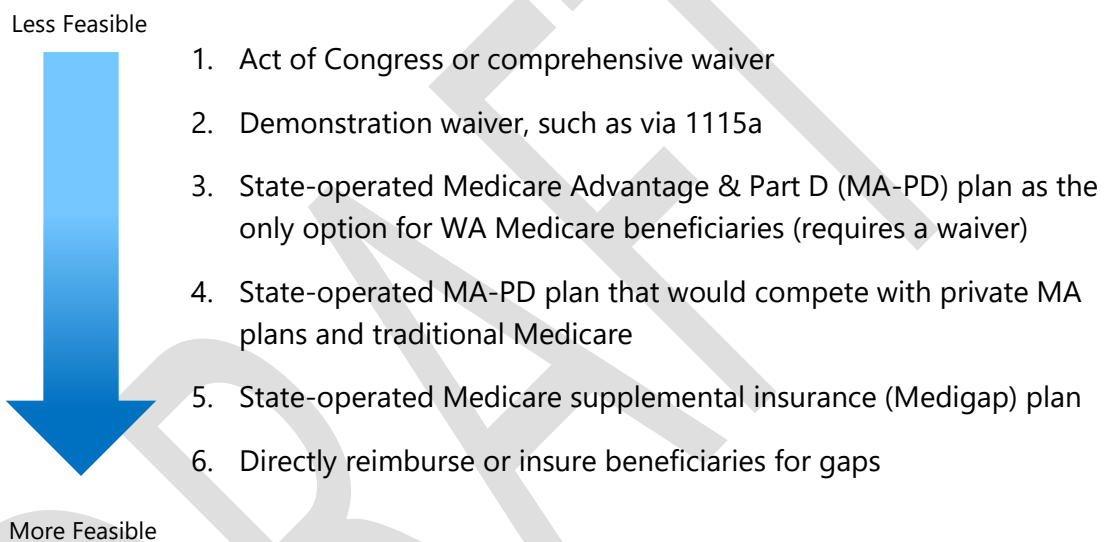 Less Feasible
1. Act of Congress or comprehensive waiver
2. Demonstration waiver, such as via 1115a
3. State-operated Medicare Advantage & Part D (MA-PD) plan as the
only option for WA Medicare beneficiaries (requires a waiver)
4. State-operated MA-PD plan that would compete with private MA
plans and traditional Medicare
5. State-operated Medicare supplemental insurance (Medigap) plan
6. Directly reimburse or insure beneficiaries for gaps
More Feasible
DRAFT